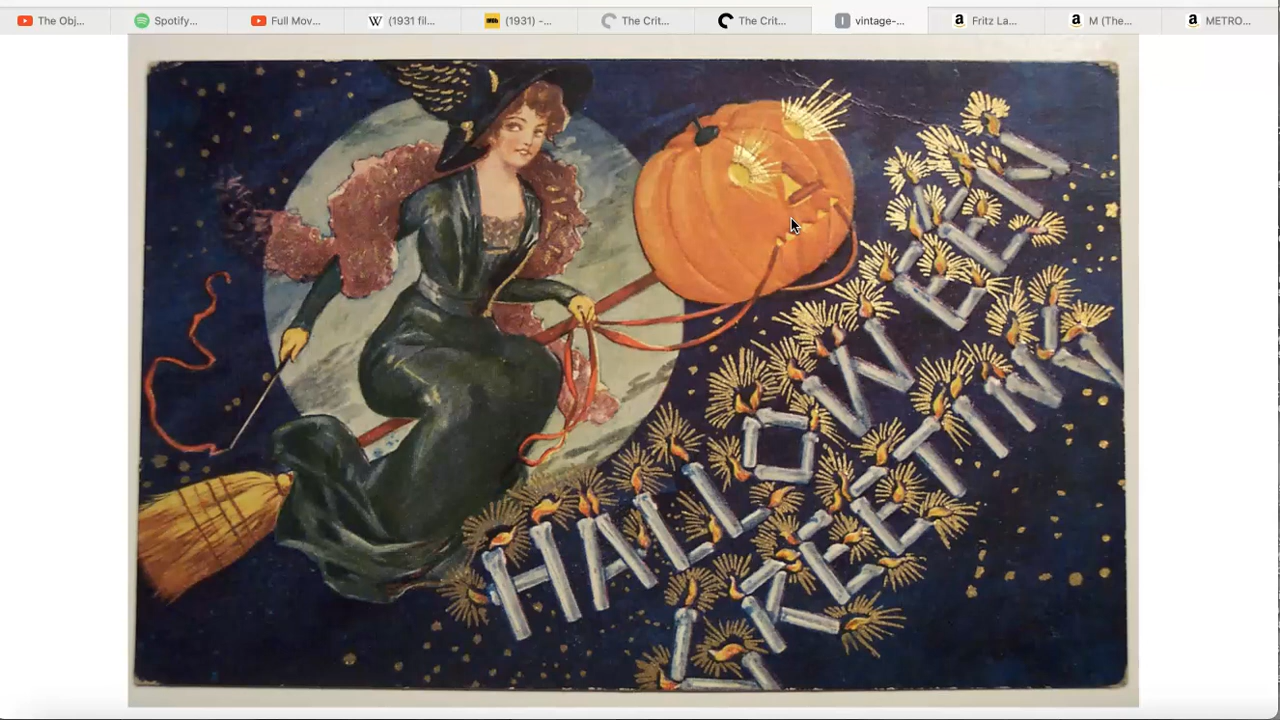 The Obj... Spotify... Full Mov... (1931 fil... (1931) -... The Crit... The Crit... vintage-... Fritz La... M (The... METRO...
HALLOWEEN
GREETING